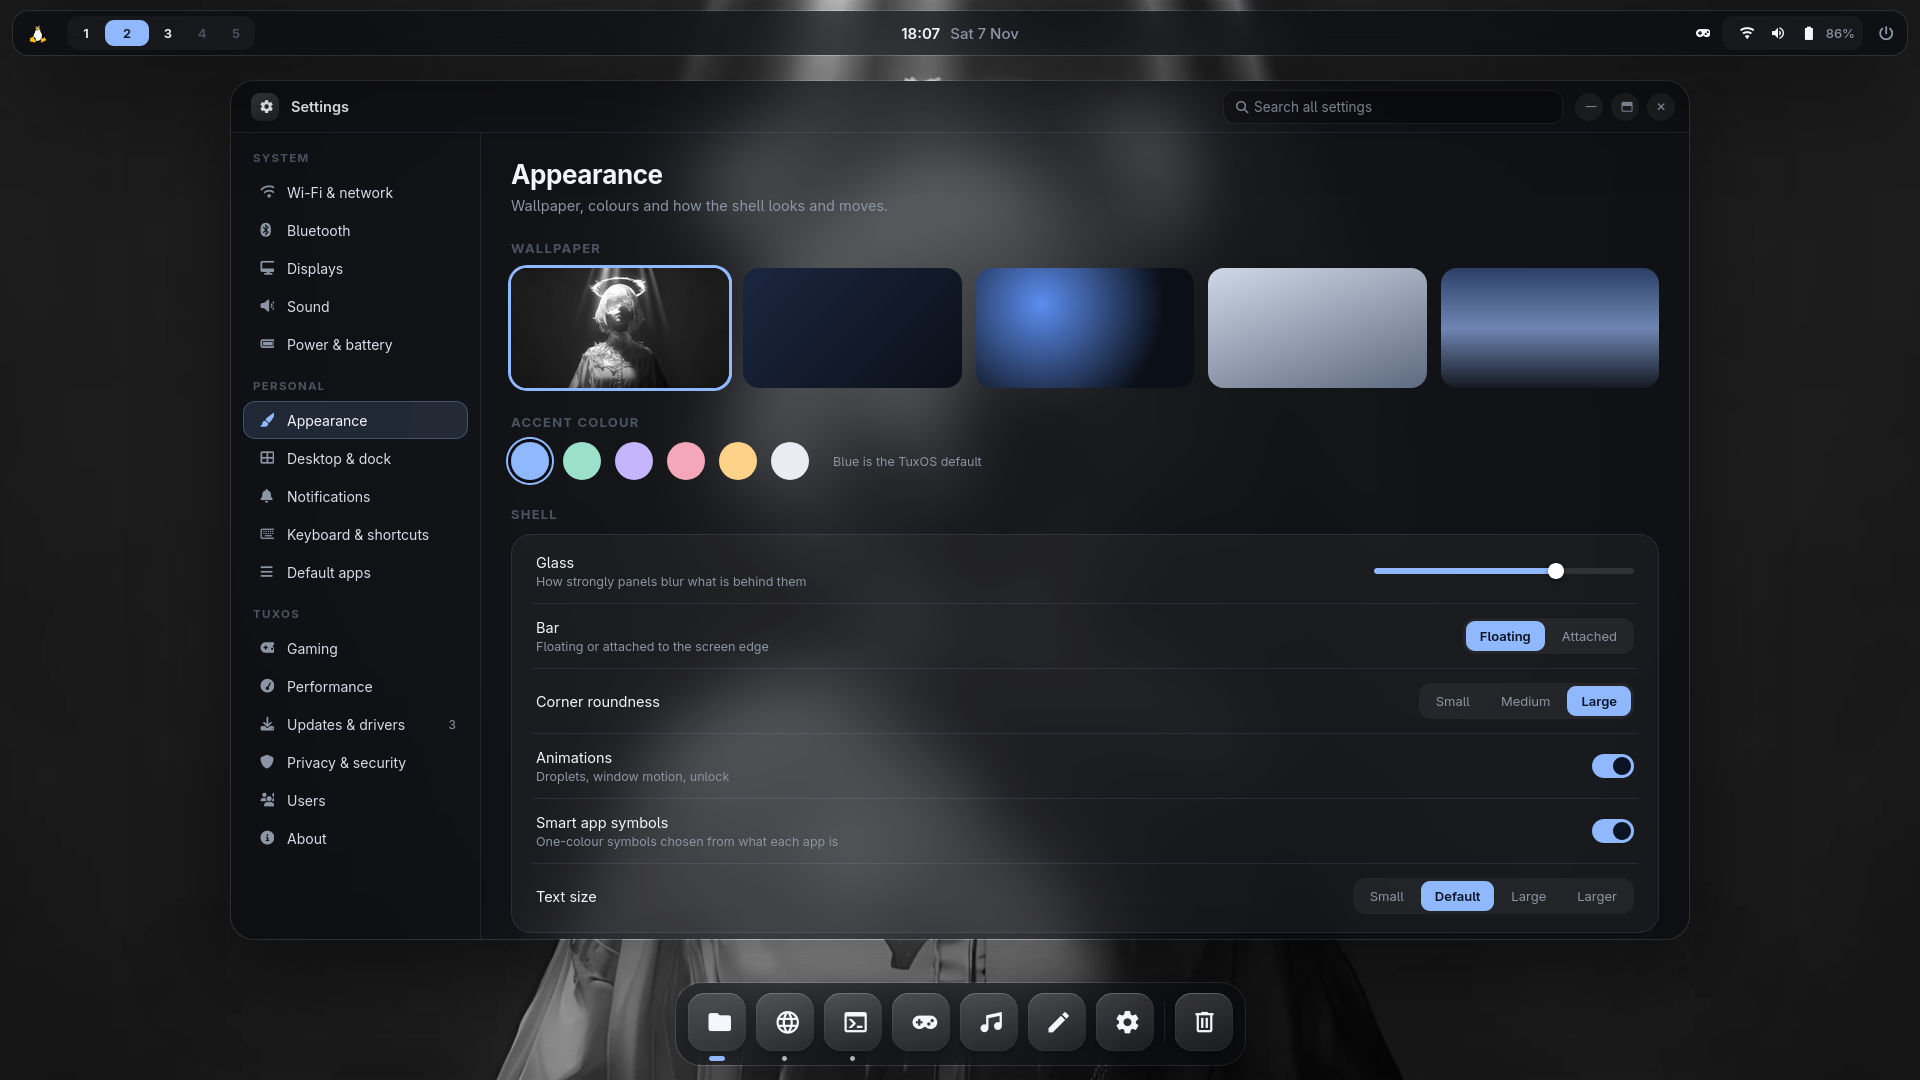 1 2 3 4 5
18:07 Sat 7 Nov
86%
Settings
Search all settings
SYSTEM
Wi-Fi & network
Bluetooth
Displays
Sound
Power & battery
PERSONAL
Appearance
Desktop & dock
Notifications
Keyboard & shortcuts
Default apps
TUXOS
Gaming
Performance
Updates & drivers 3
Privacy & security
Users
About
Appearance
Wallpaper, colours and how the shell looks and moves.
WALLPAPER
ACCENT COLOUR
Blue is the TuxOS default
SHELL
Glass
How strongly panels blur what is behind them
Bar
Floating or attached to the screen edge
Floating Attached
Corner roundness
Small Medium Large
Animations
Droplets, window motion, unlock
Smart app symbols
One-colour symbols chosen from what each app is
Text size
Small Default Large Larger